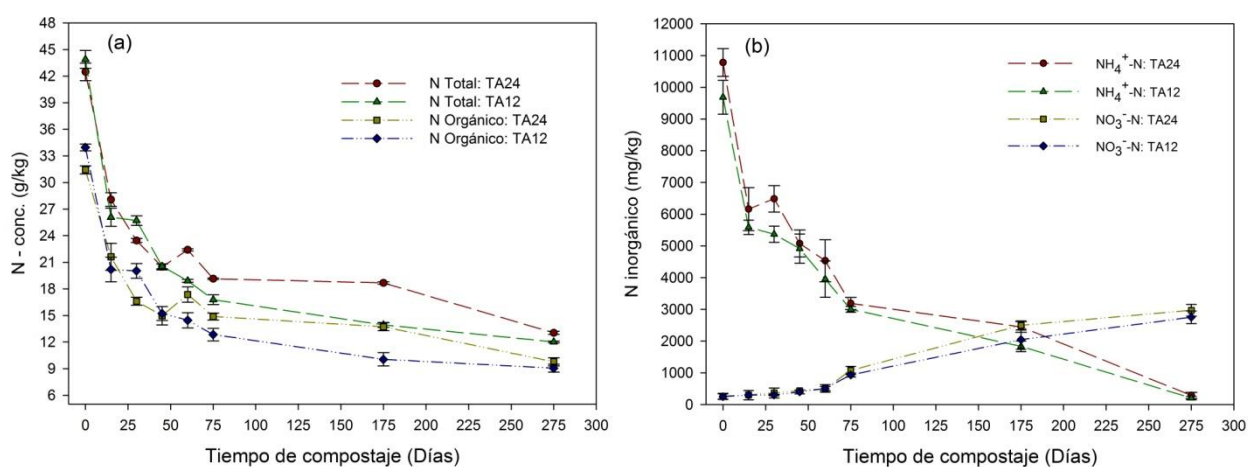 (a)
N Total: TA24
N Total: TA12
N Orgánico: TA24
N Orgánico: TA12
N - conc. (g/kg)
48
45
42
39
36
33
30
27
24
21
18
15
12
9
6
0 25 50 75 100 125 150 175 200 225 250 275 300
Tiempo de compostaje (Días)
(b)
NH₄⁺-N: TA24
NH₄⁺-N: TA12
NO₃⁻-N: TA24
NO₃⁻-N: TA12
N inorgánico (mg/kg)
12000
11000
10000
9000
8000
7000
6000
5000
4000
3000
2000
1000
0
0 25 50 75 100 125 150 175 200 225 250 275 300
Tiempo de compostaje (Días)